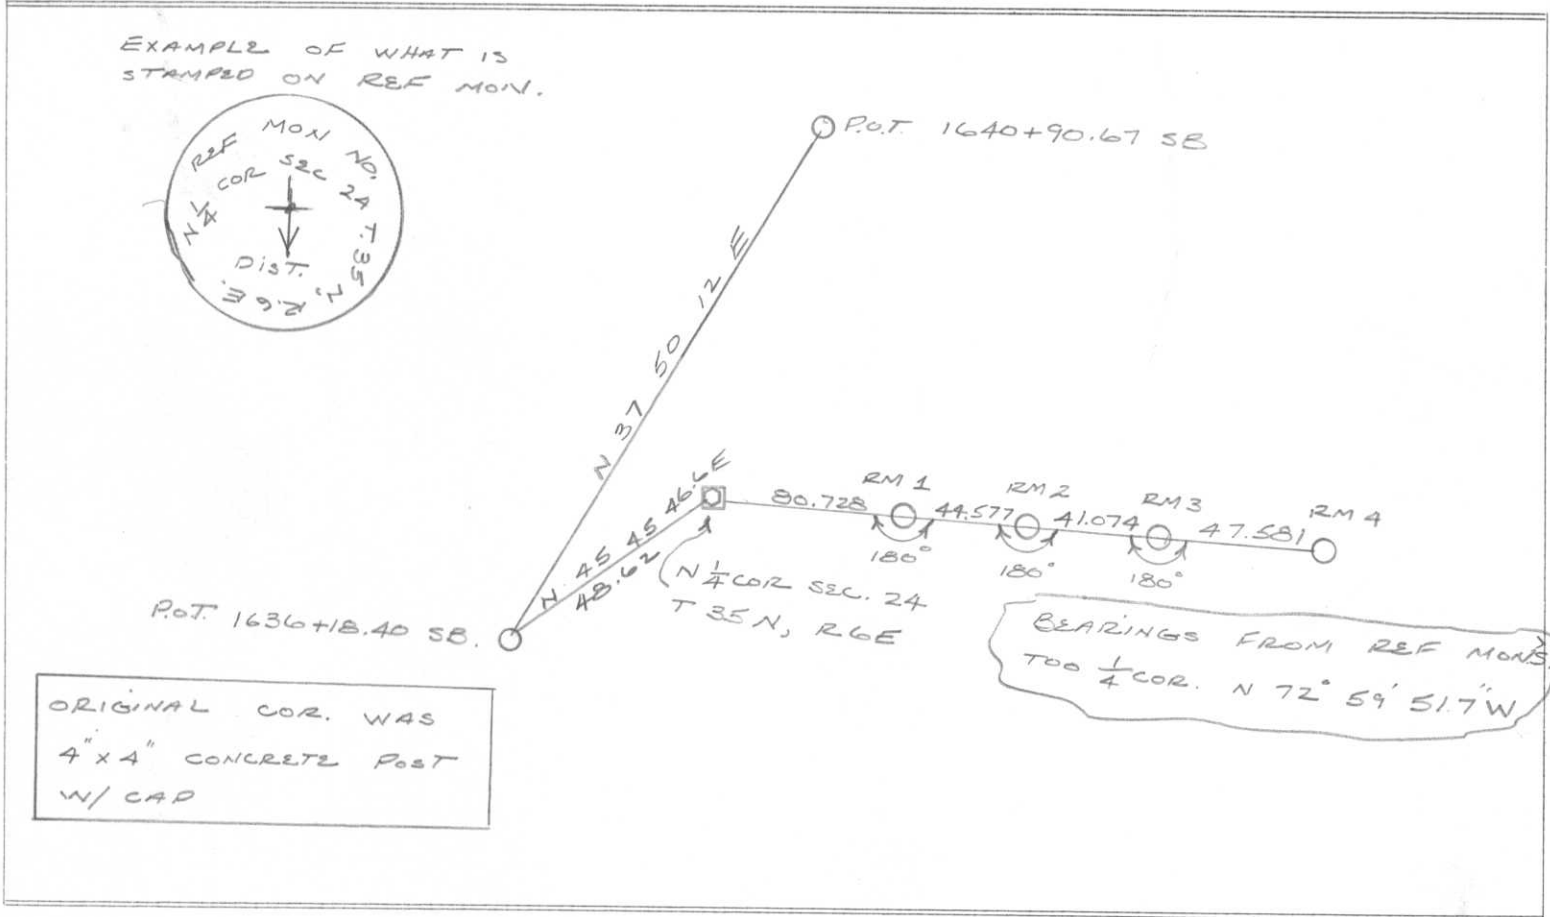 EXAMPLE OF WHAT IS
STAMPED ON REF MON.
REF MON NO.
N 1/4 COR SEC 24 T.35 N, R.6 E.
DIST.
P.O.T. 1640+90.67 SB
N 37 50 12 E
N 45 45 46.6 E
48.62
80.728
RM 1
44.577
RM 2
41.074
RM 3
47.581
RM 4
180°
180°
180°
N 1/4 COR SEC. 24
T 35 N, R6E
P.O.T. 1636+18.40 SB.
BEARINGS FROM REF MONS.
TOO 1/4 COR. N 72° 59' 51.7" W
ORIGINAL COR. WAS
4" x 4" CONCRETE POST
W/ CAP